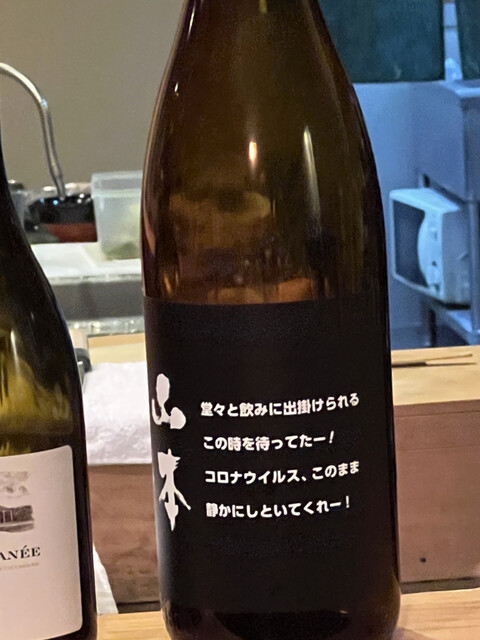 山本
堂々と飲みに出掛けられる
この時を待ってたー!
コロナウイルス、このまま
静かにしといてくれー!
ANÉE